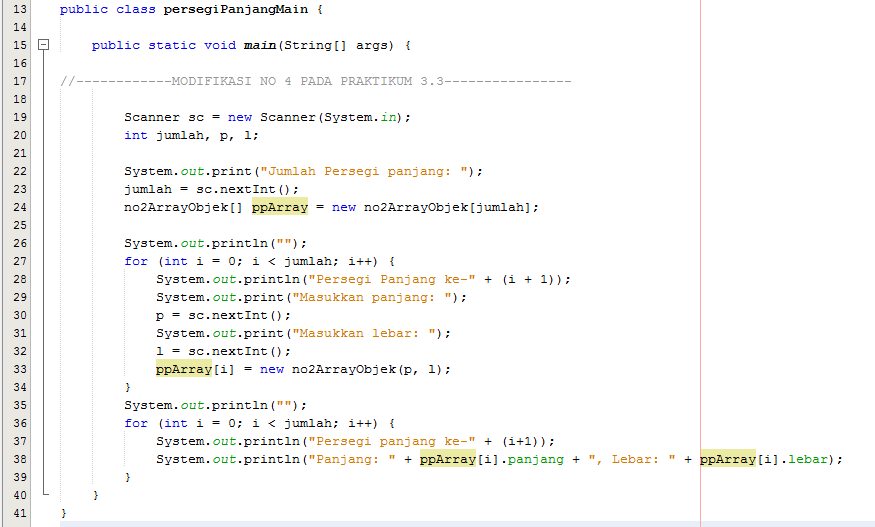 13 public class persegiPanjangMain {
14
15     public static void main(String[] args) {
16
17 //------------MODIFIKASI NO 4 PADA PRAKTIKUM 3.3----------------
18
19         Scanner sc = new Scanner(System.in);
20         int jumlah, p, l;
21
22         System.out.print("Jumlah Persegi panjang: ");
23         jumlah = sc.nextInt();
24         no2ArrayObjek[] ppArray = new no2ArrayObjek[jumlah];
25
26         System.out.println("");
27         for (int i = 0; i < jumlah; i++) {
28             System.out.println("Persegi Panjang ke-" + (i + 1));
29             System.out.print("Masukkan panjang: ");
30             p = sc.nextInt();
31             System.out.print("Masukkan lebar: ");
32             l = sc.nextInt();
33             ppArray[i] = new no2ArrayObjek(p, l);
34         }
35         System.out.println("");
36         for (int i = 0; i < jumlah; i++) {
37             System.out.println("Persegi panjang ke-" + (i+1));
38             System.out.println("Panjang: " + ppArray[i].panjang + ", Lebar: " + ppArray[i].lebar);
39         }
40     }
41 }